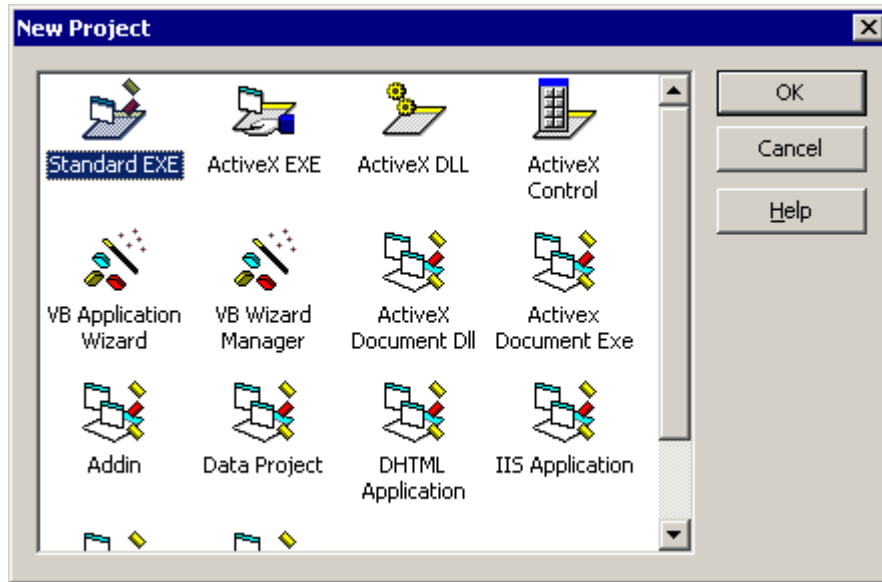 New Project
Standard EXE
ActiveX EXE
ActiveX DLL
ActiveX
Control
OK
Cancel
Help
VB Application
Wizard
VB Wizard
Manager
ActiveX
Document Dll
Activex
Document Exe
Addin
Data Project
DHTML
Application
IIS Application